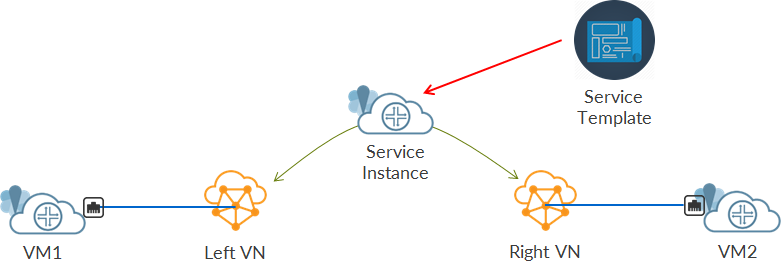 Service
Template
Service
Instance
VM1
Left VN
Right VN
VM2